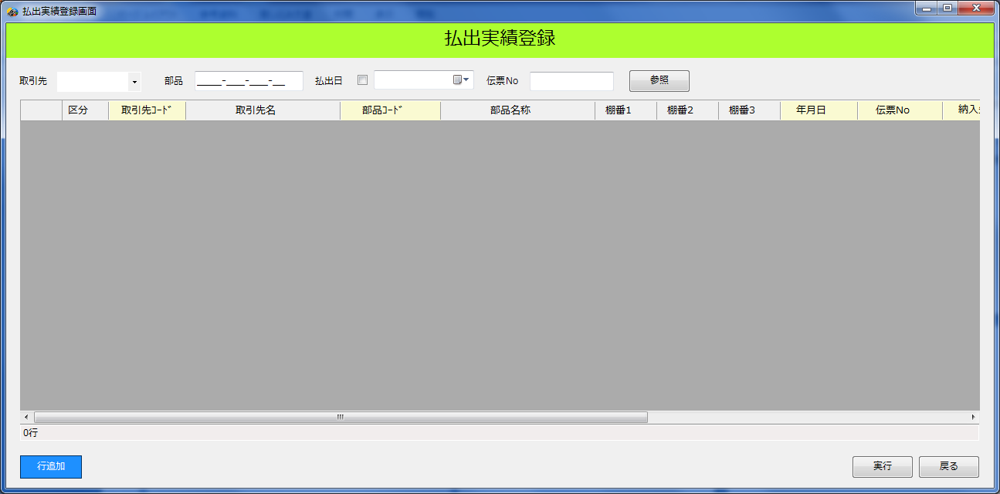 払出実績登録画面
払出実績登録
取引先 部品 _____-____-____-___ 払出日 伝票No 参照
区分 取引先ｺｰﾄﾞ 取引先名 部品ｺｰﾄﾞ 部品名称 棚番1 棚番2 棚番3 年月日 伝票No 納入
0行
行追加 実行 戻る